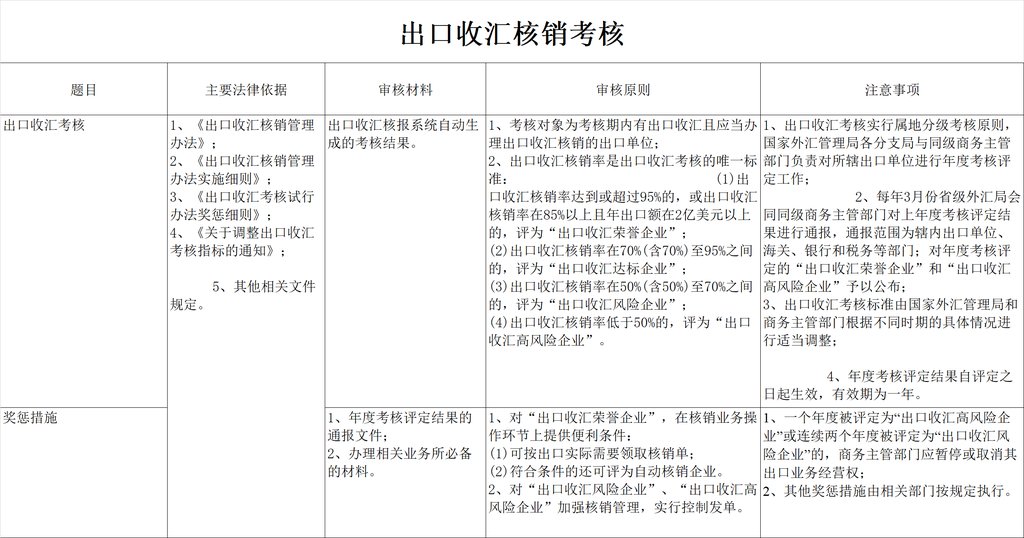 出口收汇核销考核
题目
主要法律依据
审核材料
审核原则
注意事项
出口收汇考核
1、《出口收汇核销管理
办法》;
2、《出口收汇核销管理
办法实施细则》;
3、《出口收汇考核试行
办法奖惩细则》;
4、《关于调整出口收汇
考核指标的通知》;
5、其他相关文件
规定。
出口收汇核报系统自动生
成的考核结果。
1、考核对象为考核期内有出口收汇且应当办
理出口收汇核销的出口单位;
2、出口收汇核销率是出口收汇考核的唯一标
准: (1)出
口收汇核销率达到或超过95%的，或出口收汇
核销率在85%以上且年出口额在2亿美元以上
的，评为“出口收汇荣誉企业”;
(2)出口收汇核销率在70%(含70%)至95%之间
的，评为“出口收汇达标企业”;
(3)出口收汇核销率在50%(含50%)至70%之间
的，评为“出口收汇风险企业”;
(4)出口收汇核销率低于50%的，评为“出口
收汇高风险企业”。
1、出口收汇考核实行属地分级考核原则，
国家外汇管理局各分支局与同级商务主管
部门负责对所辖出口单位进行年度考核评
定工作;
2、每年3月份省级外汇局会
同同级商务主管部门对上年度考核评定结
果进行通报，通报范围为辖内出口单位、
海关、银行和税务等部门; 对年度考核评
定的“出口收汇荣誉企业”和“出口收汇
高风险企业”予以公布;
3、出口收汇考核标准由国家外汇管理局和
商务主管部门根据不同时期的具体情况进
行适当调整;
4、年度考核评定结果自评定之
日起生效，有效期为一年。
奖惩措施
1、年度考核评定结果的
通报文件;
2、办理相关业务所必备
的材料。
1、对“出口收汇荣誉企业”，在核销业务操
作环节上提供便利条件;
(1)可按出口实际需要领取核销单;
(2)符合条件的还可评为自动核销企业。
2、对“出口收汇风险企业”、“出口收汇高
风险企业”加强核销管理，实行控制发单。
1、一个年度被评定为“出口收汇高风险企
业”或连续两个年度被评定为“出口收汇风
险企业”的，商务主管部门应暂停或取消其
出口业务经营权;
2、其他奖惩措施由相关部门按规定执行。